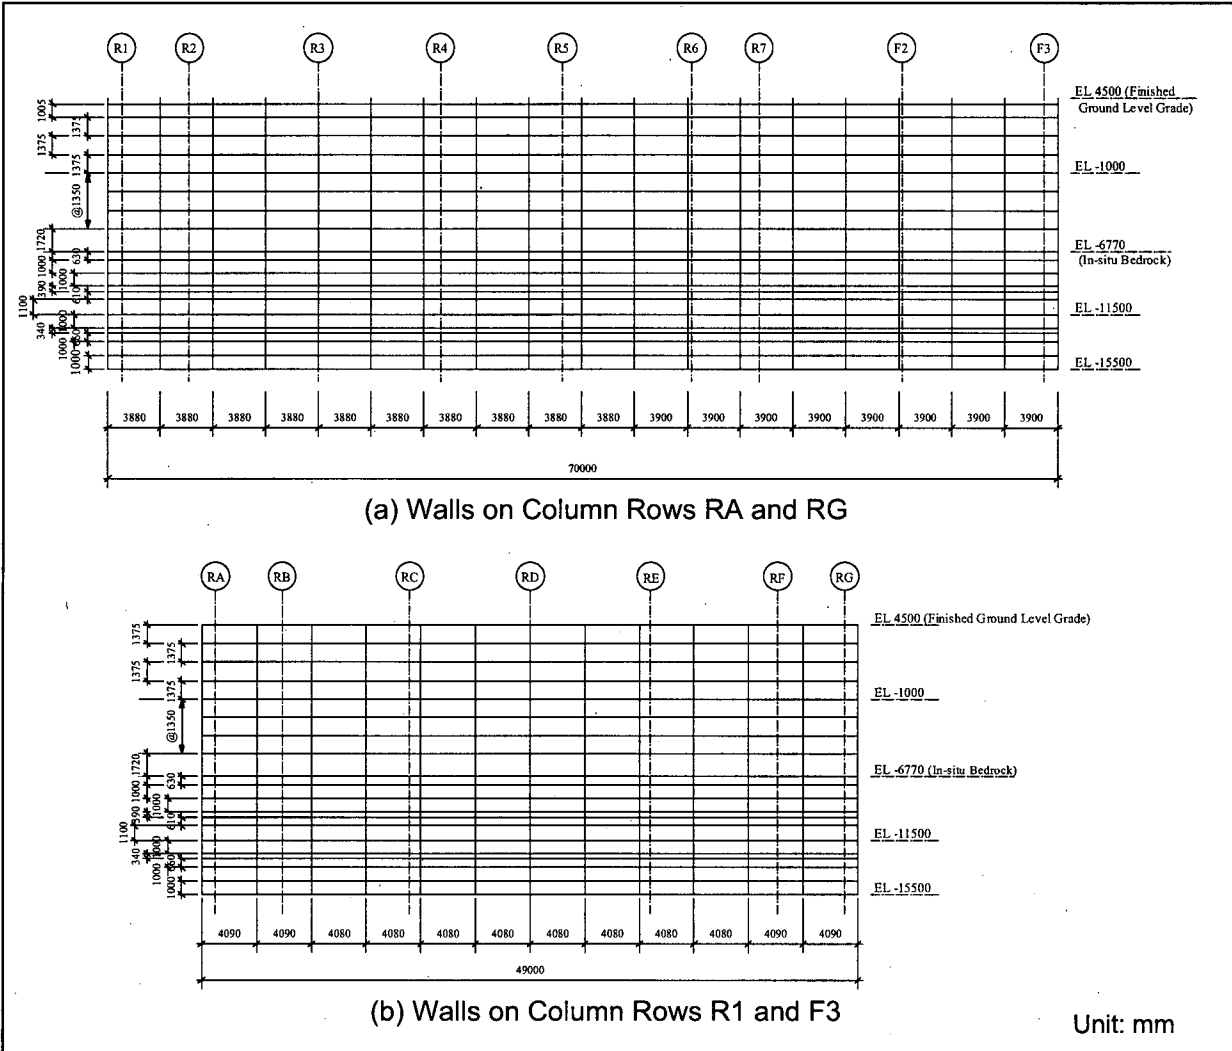 R1 R2 R3 R4 R5 R6 R7 F2 F3
EL 4500 (Finished
Ground Level Grade)
1005
1375
1375
1375
EL -1000
@1350
1720
EL -6770
(In-situ Bedrock)
630
1000
1000
390
610
1100
EL -11500
1000
340
660
1000
1000
EL -15500
3880 3880 3880 3880 3880 3880 3880 3880 3880 3880 3900 3900 3900 3900 3900 3900 3900 3900
70000
(a) Walls on Column Rows RA and RG
RA RB RC RD RE RF RG
EL 4500 (Finished Ground Level Grade)
1375
1375
1375
1375
EL -1000
@1350
1720
EL -6770 (In-situ Bedrock)
630
1000
1000
390
610
1100
EL -11500
1000
340
660
1000
1000
EL -15500
4090 4090 4080 4080 4080 4080 4080 4080 4080 4080 4090 4090
49000
(b) Walls on Column Rows R1 and F3
Unit: mm